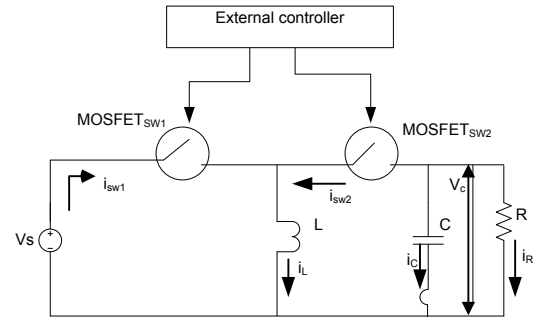 External controller
MOSFETSW1
MOSFETSW2
isw1
isw2
Vc
Vs
+
−
L
C
R
iL
iC
iR